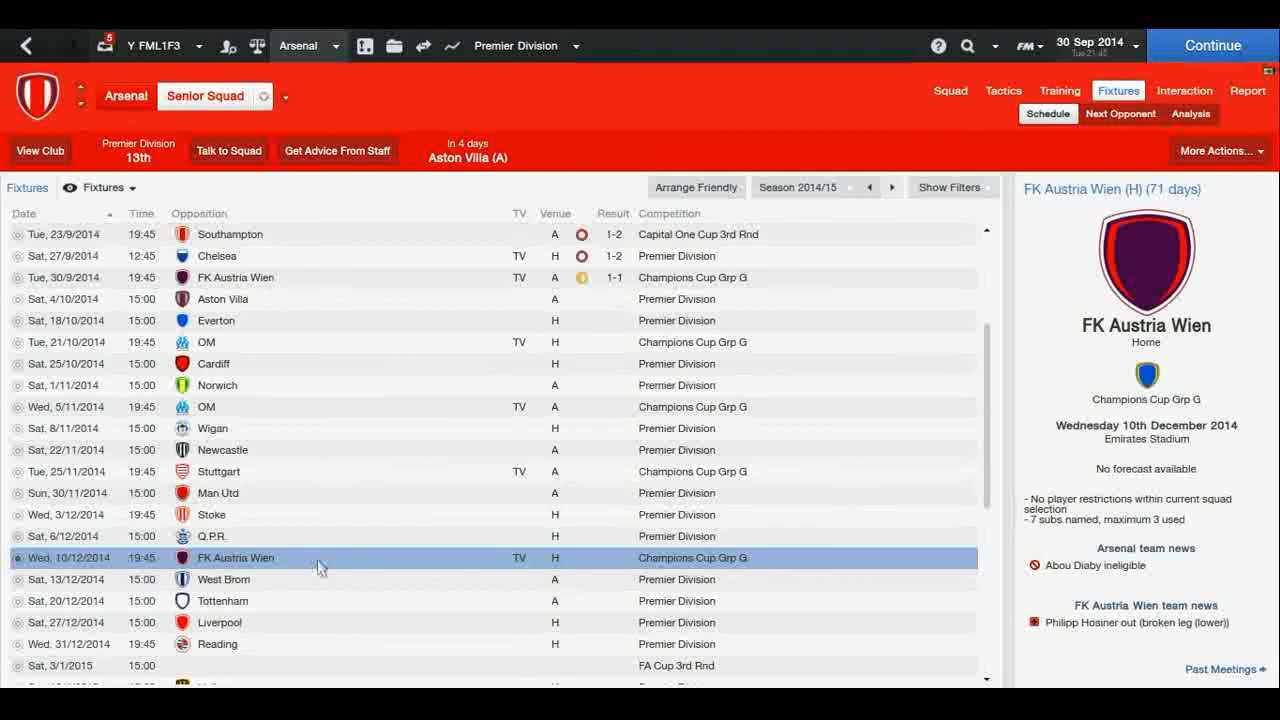 5 Y FML1F3 Arsenal Premier Division FM 30 Sep 2014 Continue
Tue 21:45
Arsenal Senior Squad Squad Tactics Training Fixtures Interaction Report
Schedule Next Opponent Analysis
View Club Premier Division 13th Talk to Squad Get Advice From Staff In 4 days Aston Villa (A) More Actions...
Fixtures Fixtures Arrange Friendly Season 2014/15 Show Filters
Date Time Opposition TV Venue Result Competition
Tue, 23/9/2014 19:45 Southampton A 1-2 Capital One Cup 3rd Rnd
Sat, 27/9/2014 12:45 Chelsea TV H 1-2 Premier Division
Tue, 30/9/2014 19:45 FK Austria Wien TV A 1-1 Champions Cup Grp G
Sat, 4/10/2014 15:00 Aston Villa A Premier Division
Sat, 18/10/2014 15:00 Everton H Premier Division
Tue, 21/10/2014 19:45 OM TV H Champions Cup Grp G
Sat, 25/10/2014 15:00 Cardiff H Premier Division
Sat, 1/11/2014 15:00 Norwich A Premier Division
Wed, 5/11/2014 19:45 OM TV A Champions Cup Grp G
Sat, 8/11/2014 15:00 Wigan H Premier Division
Sat, 22/11/2014 15:00 Newcastle A Premier Division
Tue, 25/11/2014 19:45 Stuttgart TV A Champions Cup Grp G
Sun, 30/11/2014 15:00 Man Utd A Premier Division
Wed, 3/12/2014 19:45 Stoke H Premier Division
Sat, 6/12/2014 15:00 Q.P.R. H Premier Division
Wed, 10/12/2014 19:45 FK Austria Wien TV H Champions Cup Grp G
Sat, 13/12/2014 15:00 West Brom A Premier Division
Sat, 20/12/2014 15:00 Tottenham A Premier Division
Sat, 27/12/2014 15:00 Liverpool H Premier Division
Wed, 31/12/2014 19:45 Reading H Premier Division
Sat, 3/1/2015 15:00 FA Cup 3rd Rnd
FK Austria Wien (H) (71 days)
FK Austria Wien
Home
Champions Cup Grp G
Wednesday 10th December 2014
Emirates Stadium
No forecast available
- No player restrictions within current squad
selection
- 7 subs named, maximum 3 used
Arsenal team news
Abou Diaby ineligible
FK Austria Wien team news
Philipp Hosiner out (broken leg (lower))
Past Meetings